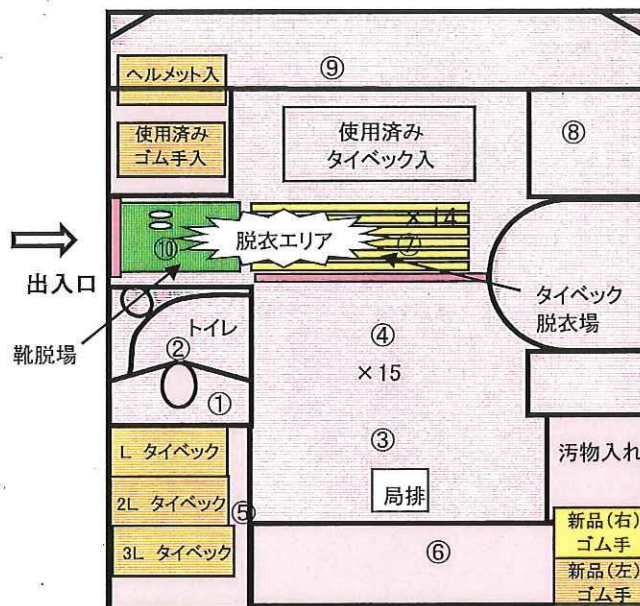 ⑨
ヘルメット入
使用済み
ゴム手入
使用済み
タイベック入
⑧
×14
脱衣エリア
⑦
⑩
出入口
タイベック
脱衣場
靴脱場
トイレ
②
①
④
×15
③
局排
L タイベック
2L タイベック
3L タイベック
⑤
⑥
汚物入れ
新品(右)
ゴム手
新品(左)
ゴム手